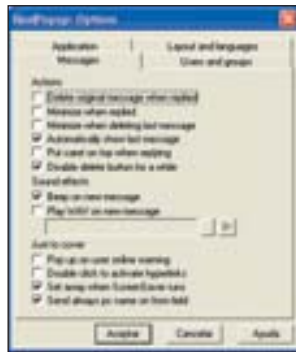 RealPopup: Options
Application
Layout and languages
Messages
Users and groups
Actions
Delete original message when replied
Minimize when replied
Minimize when deleting last message
Automatically show last message
Put caret on top when replying
Disable delete button for a while
Sound effects
Beep on new message
Play WAV on new message
Just to cover
Pop up on user online warning
Double click to activate hyperlinks
Set away when ScreenSaver runs
Send always pc name on from field
Aceptar
Cancelar
Ayuda